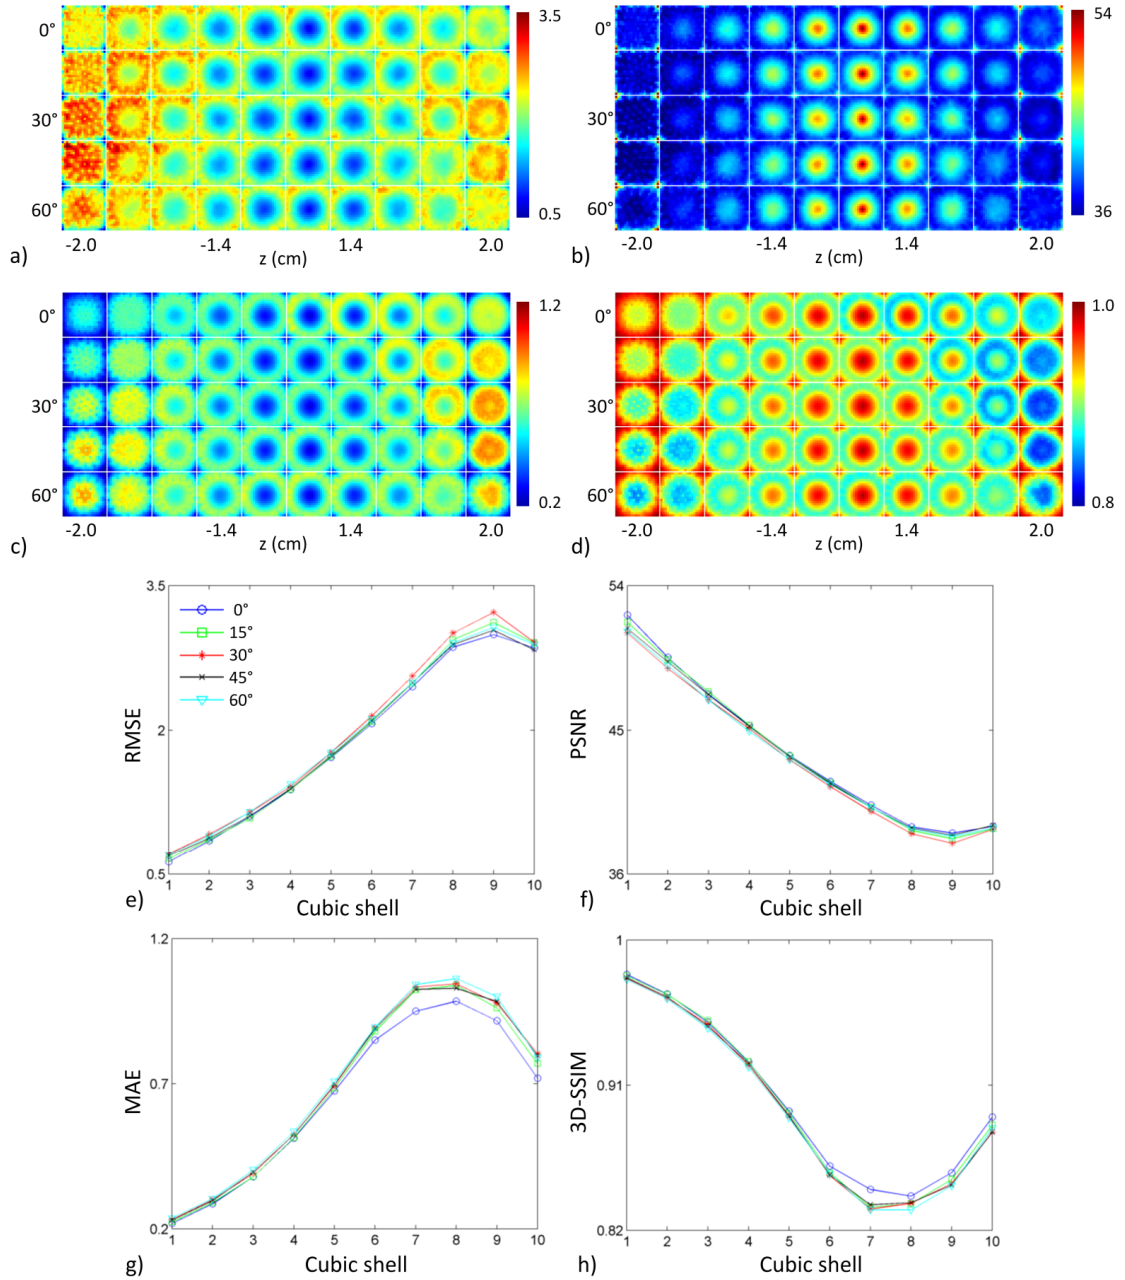 0° 3.5 0° 54
30° 30°
60° 0.5 60° 36
-2.0 -1.4 1.4 2.0 -2.0 -1.4 1.4 2.0
a) z (cm) b) z (cm)
0° 1.2 0° 1.0
30° 30°
60° 0.2 60° 0.8
-2.0 -1.4 1.4 2.0 -2.0 -1.4 1.4 2.0
c) z (cm) d) z (cm)
3.5
2
0.5
RMSE
0°
15°
30°
45°
60°
1 2 3 4 5 6 7 8 9 10
e) Cubic shell
54
45
36
PSNR
1 2 3 4 5 6 7 8 9 10
f) Cubic shell
1.2
0.7
0.2
MAE
1 2 3 4 5 6 7 8 9 10
g) Cubic shell
1
0.91
0.82
3D-SSIM
1 2 3 4 5 6 7 8 9 10
h) Cubic shell